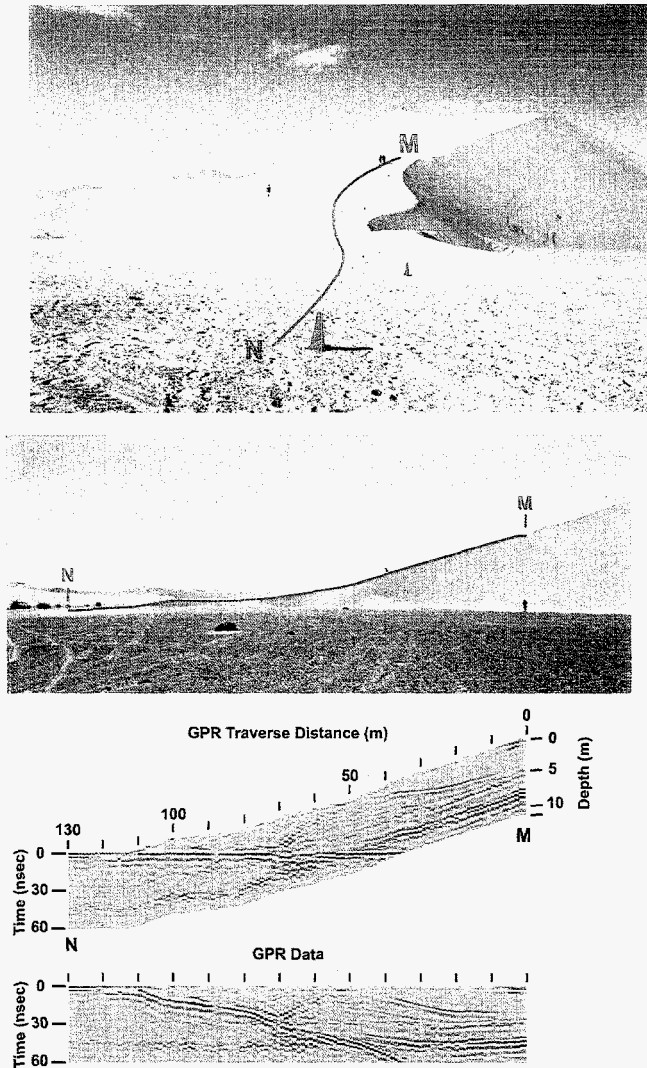 M
N
M
N
0
GPR Traverse Distance (m)
0
50
5
100
10
130
Depth (m)
M
0
30
60
Time (nsec)
N
GPR Data
0
30
60
Time (nsec)